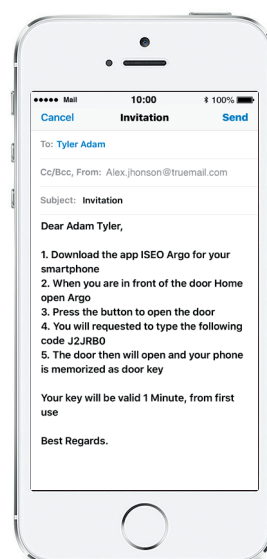 Mail 10:00 100%
Cancel Invitation Send
To: Tyler Adam
Cc/Bcc, From: Alex.jhonson@truemail.com
Subject: Invitation
Dear Adam Tyler,
1. Download the app ISEO Argo for your
smartphone
2. When you are in front of the door Home
open Argo
3. Press the button to open the door
4. You will requested to type the following
code J2JRB0
5. The door then will open and your phone
is memorized as door key
Your key will be valid 1 Minute, from first
use
Best Regards.